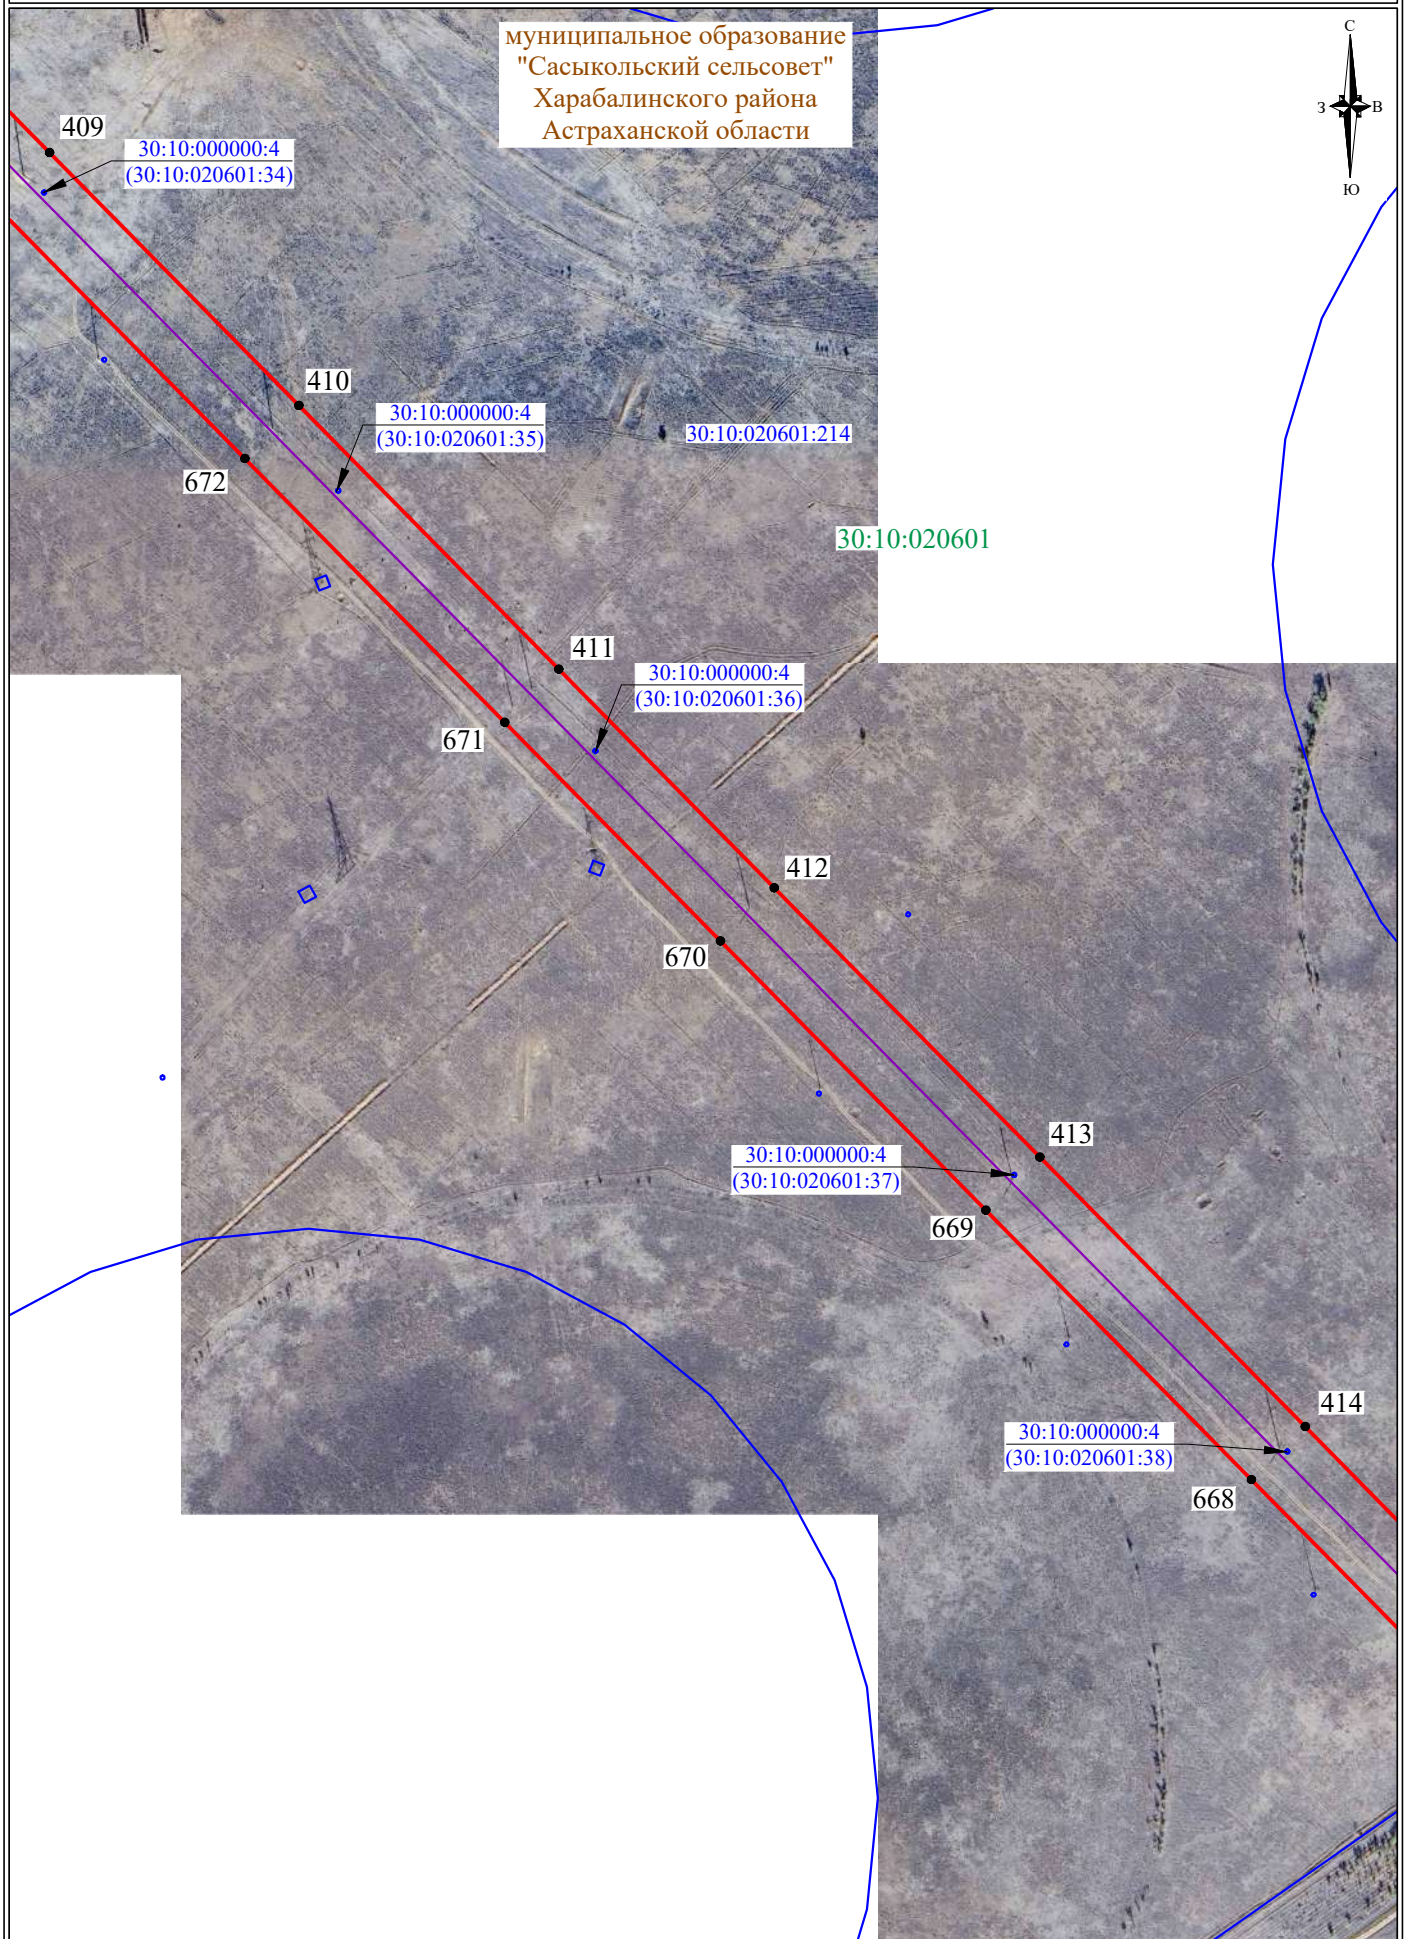 муниципальное образование
"Сасыкольский сельсовет"
Харабалинского района
Астраханской области
С
З
В
Ю
409
30:10:000000:4
(30:10:020601:34)
410
30:10:000000:4
(30:10:020601:35)
30:10:020601:214
672
30:10:020601
411
30:10:000000:4
(30:10:020601:36)
671
412
670
413
30:10:000000:4
(30:10:020601:37)
669
414
30:10:000000:4
(30:10:020601:38)
668